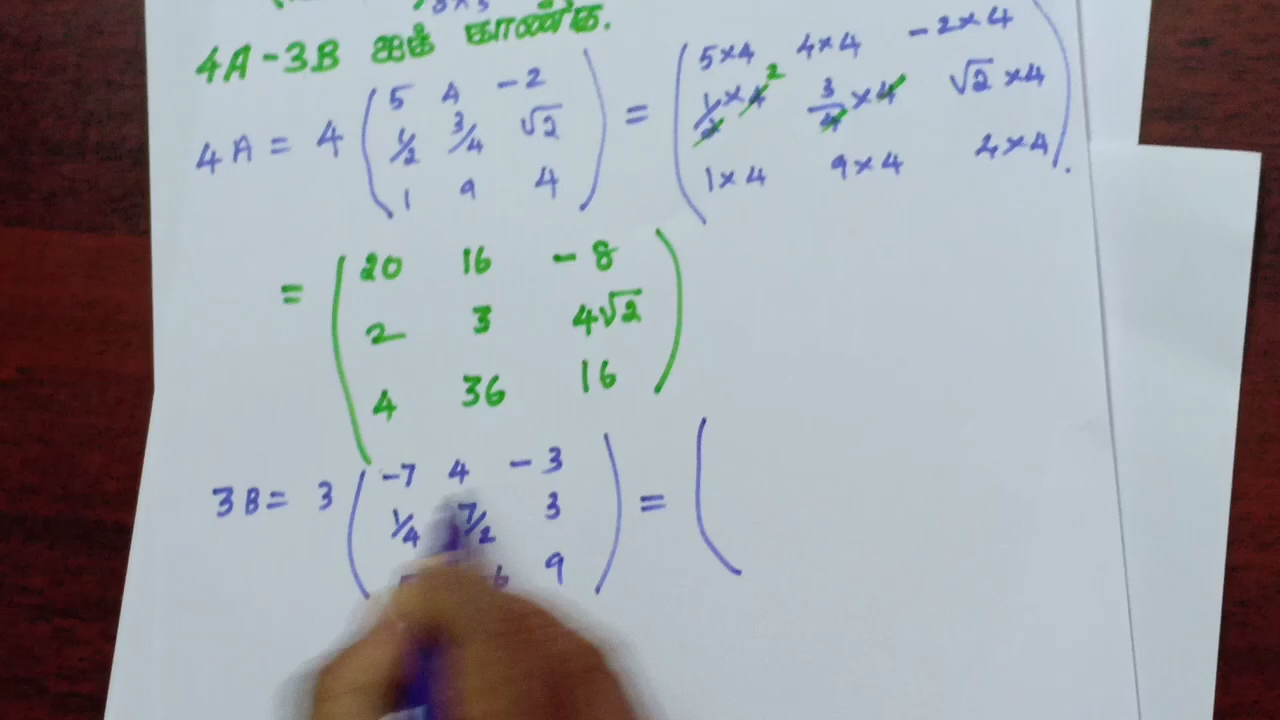 3×3
4A - 3B ஐக் காண்க.
4A = 4 ( 5 4 -2 ) = ( 5×4 4×4 -2×4 )
( 1/2 3/4 √2 ) ( 1/2×4 2 3/4×4 √2×4 )
( 1 9 4 ) ( 1×4 9×4 4×4 ) .
= ( 20 16 -8 )
( 2 3 4√2 )
( 4 36 16 )
3B = 3 ( -7 4 -3 ) = (
( 1/4 7/2 3 )
( 6 9 )